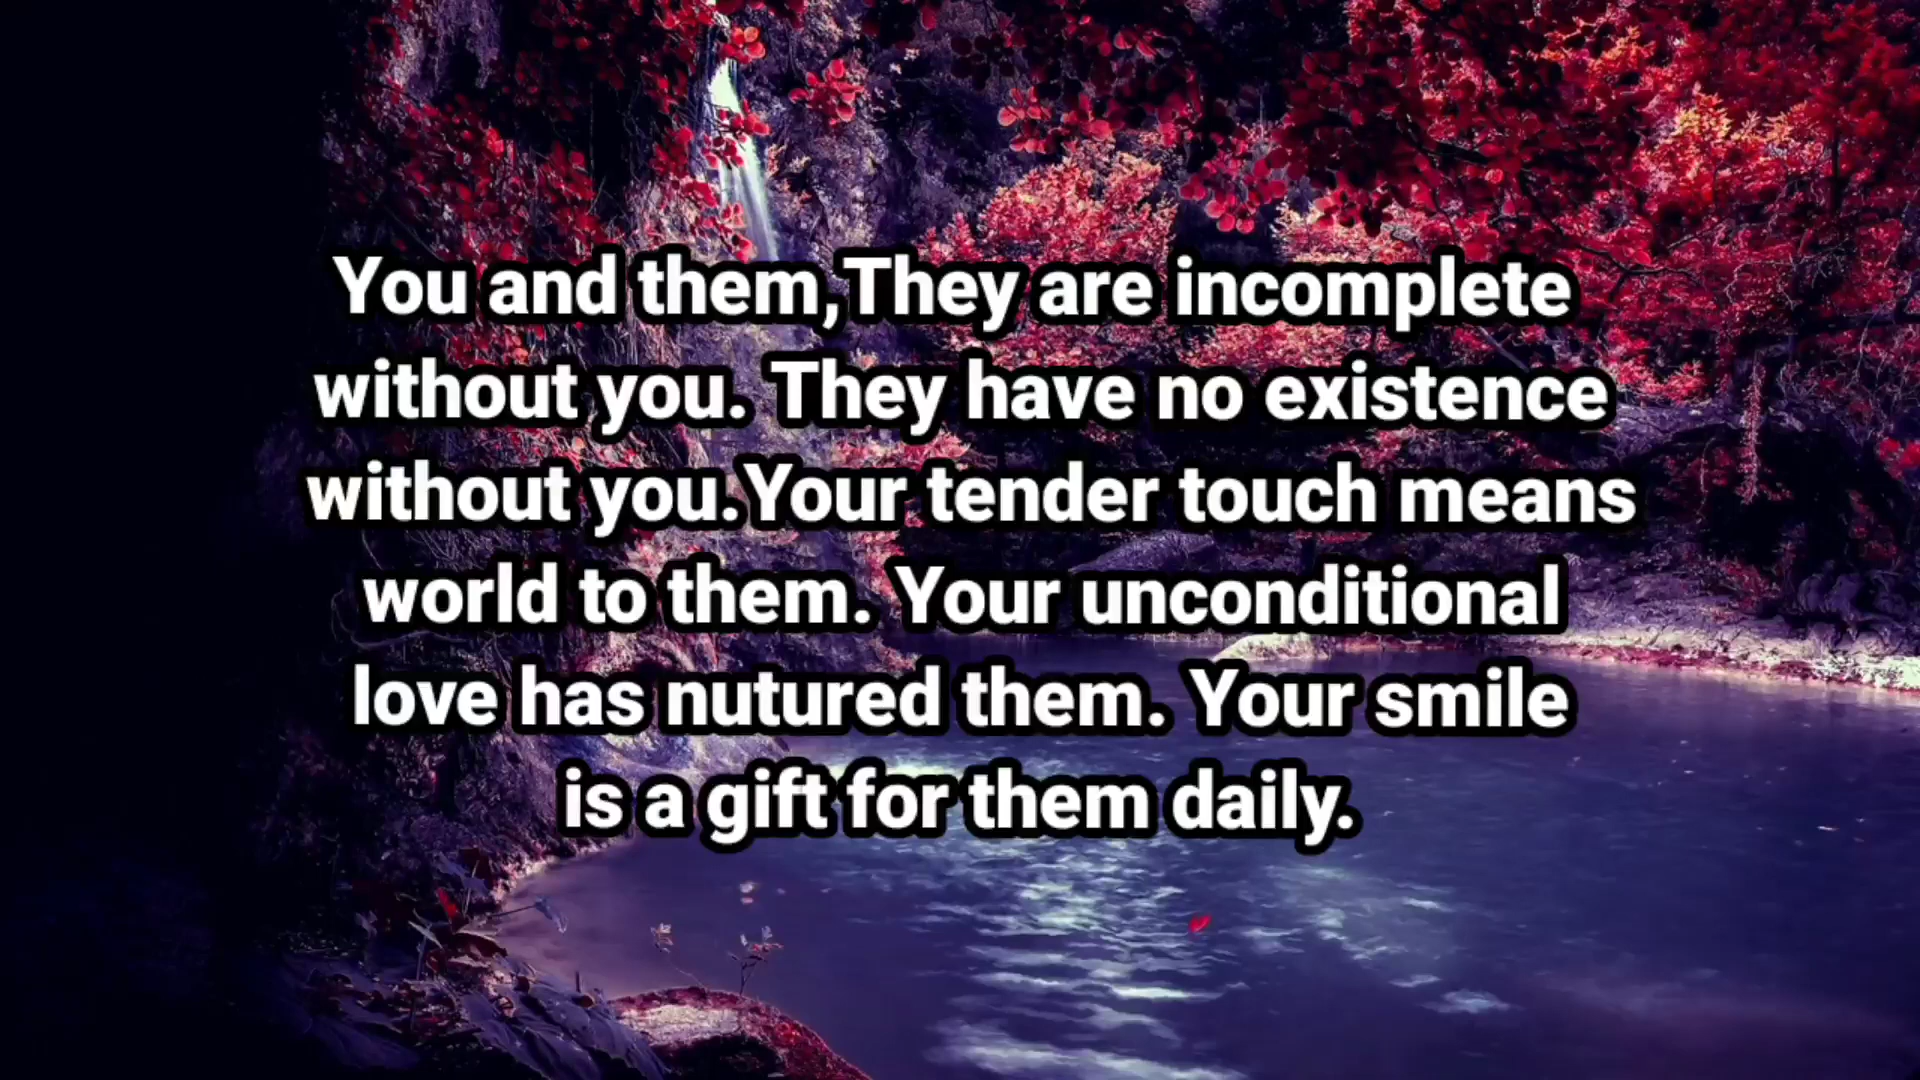 You and them,They are incomplete
without you. They have no existence
without you.Your tender touch means
world to them. Your unconditional
love has nutured them. Your smile
is a gift for them daily.